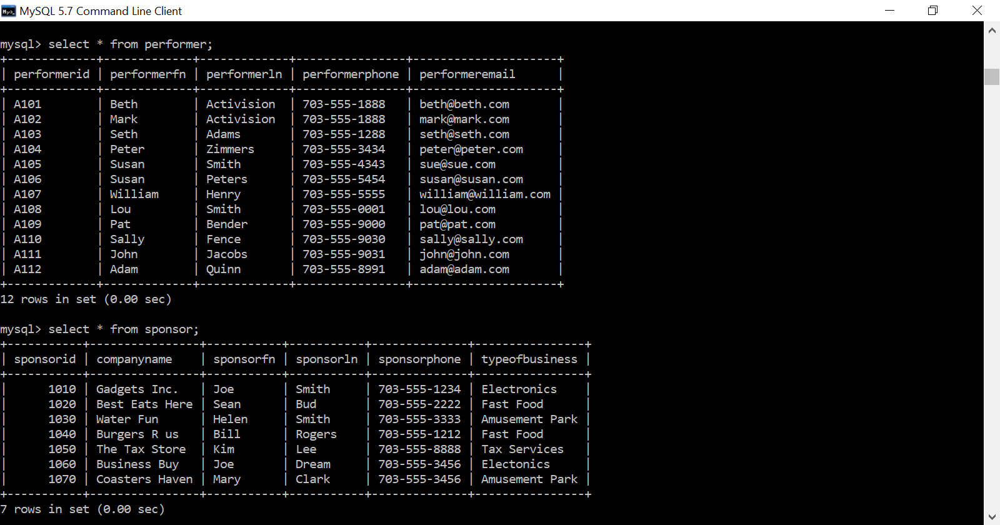 MySQL 5.7 Command Line Client
mysql> select * from performer;
+-------------+-------------+-------------+----------------+---------------------+
| performerid | performerfn | performerln | performerphone | performeremail      |
+-------------+-------------+-------------+----------------+---------------------+
| A101        | Beth        | Activision  | 703-555-1888   | beth@beth.com       |
| A102        | Mark        | Activision  | 703-555-1888   | mark@mark.com       |
| A103        | Seth        | Adams       | 703-555-1288   | seth@seth.com       |
| A104        | Peter       | Zimmers     | 703-555-3434   | peter@peter.com     |
| A105        | Susan       | Smith       | 703-555-4343   | sue@sue.com         |
| A106        | Susan       | Peters      | 703-555-5454   | susan@susan.com     |
| A107        | William     | Henry       | 703-555-5555   | william@william.com |
| A108        | Lou         | Smith       | 703-555-0001   | lou@lou.com         |
| A109        | Pat         | Bender      | 703-555-9000   | pat@pat.com         |
| A110        | Sally       | Fence       | 703-555-9030   | sally@sally.com     |
| A111        | John        | Jacobs      | 703-555-9031   | john@john.com       |
| A112        | Adam        | Quinn       | 703-555-8991   | adam@adam.com       |
+-------------+-------------+-------------+----------------+---------------------+
12 rows in set (0.00 sec)
mysql> select * from sponsor;
+-----------+----------------+-----------+-----------+--------------+----------------+
| sponsorid | companyname    | sponsorfn | sponsorln | sponsorphone | typeofbusiness |
+-----------+----------------+-----------+-----------+--------------+----------------+
|      1010 | Gadgets Inc.   | Joe       | Smith     | 703-555-1234 | Electronics    |
|      1020 | Best Eats Here | Sean      | Bud       | 703-555-2222 | Fast Food      |
|      1030 | Water Fun      | Helen     | Smith     | 703-555-3333 | Amusement Park |
|      1040 | Burgers R us   | Bill      | Rogers    | 703-555-1212 | Fast Food      |
|      1050 | The Tax Store  | Kim       | Lee       | 703-555-8888 | Tax Services   |
|      1060 | Business Buy   | Joe       | Dream     | 703-555-3456 | Electonics     |
|      1070 | Coasters Haven | Mary      | Clark     | 703-555-3456 | Amusement Park |
+-----------+----------------+-----------+-----------+--------------+----------------+
7 rows in set (0.00 sec)